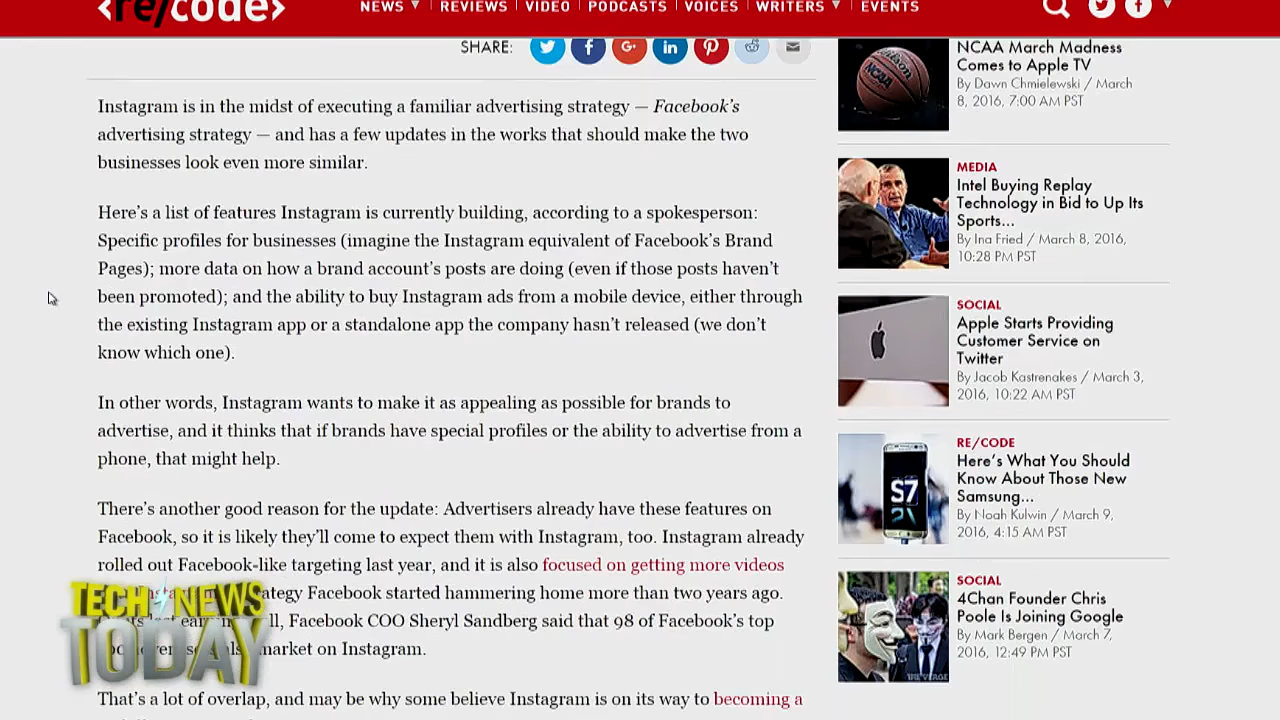 <re/code>
NEWS REVIEWS VIDEO PODCASTS VOICES WRITERS EVENTS
SHARE:
Instagram is in the midst of executing a familiar advertising strategy — Facebook's
advertising strategy — and has a few updates in the works that should make the two
businesses look even more similar.
Here's a list of features Instagram is currently building, according to a spokesperson:
Specific profiles for businesses (imagine the Instagram equivalent of Facebook's Brand
Pages); more data on how a brand account's posts are doing (even if those posts haven't
been promoted); and the ability to buy Instagram ads from a mobile device, either through
the existing Instagram app or a standalone app the company hasn't released (we don't
know which one).
In other words, Instagram wants to make it as appealing as possible for brands to
advertise, and it thinks that if brands have special profiles or the ability to advertise from a
phone, that might help.
There's another good reason for the update: Advertisers already have these features on
Facebook, so it is likely they'll come to expect them with Instagram, too. Instagram already
rolled out Facebook-like targeting last year, and it is also focused on getting more videos
Facebook started hammering home more than two years ago.
Facebook COO Sheryl Sandberg said that 98 of Facebook's top
market on Instagram.
That's a lot of overlap, and may be why some believe Instagram is on its way to becoming a
TECH NEWS
TODAY
NCAA March Madness
Comes to Apple TV
By Dawn Chmielewski / March
8, 2016, 7:00 AM PST
MEDIA
Intel Buying Replay
Technology in Bid to Up Its
Sports...
By Ina Fried / March 8, 2016,
10:28 PM PST
SOCIAL
Apple Starts Providing
Customer Service on
Twitter
By Jacob Kastrenakes / March 3,
2016, 10:22 AM PST
S7
RE/CODE
Here's What You Should
Know About Those New
Samsung...
By Noah Kulwin / March 9,
2016, 4:15 AM PST
THE VERGE
SOCIAL
4Chan Founder Chris
Poole Is Joining Google
By Mark Bergen / March 7,
2016, 12:49 PM PST